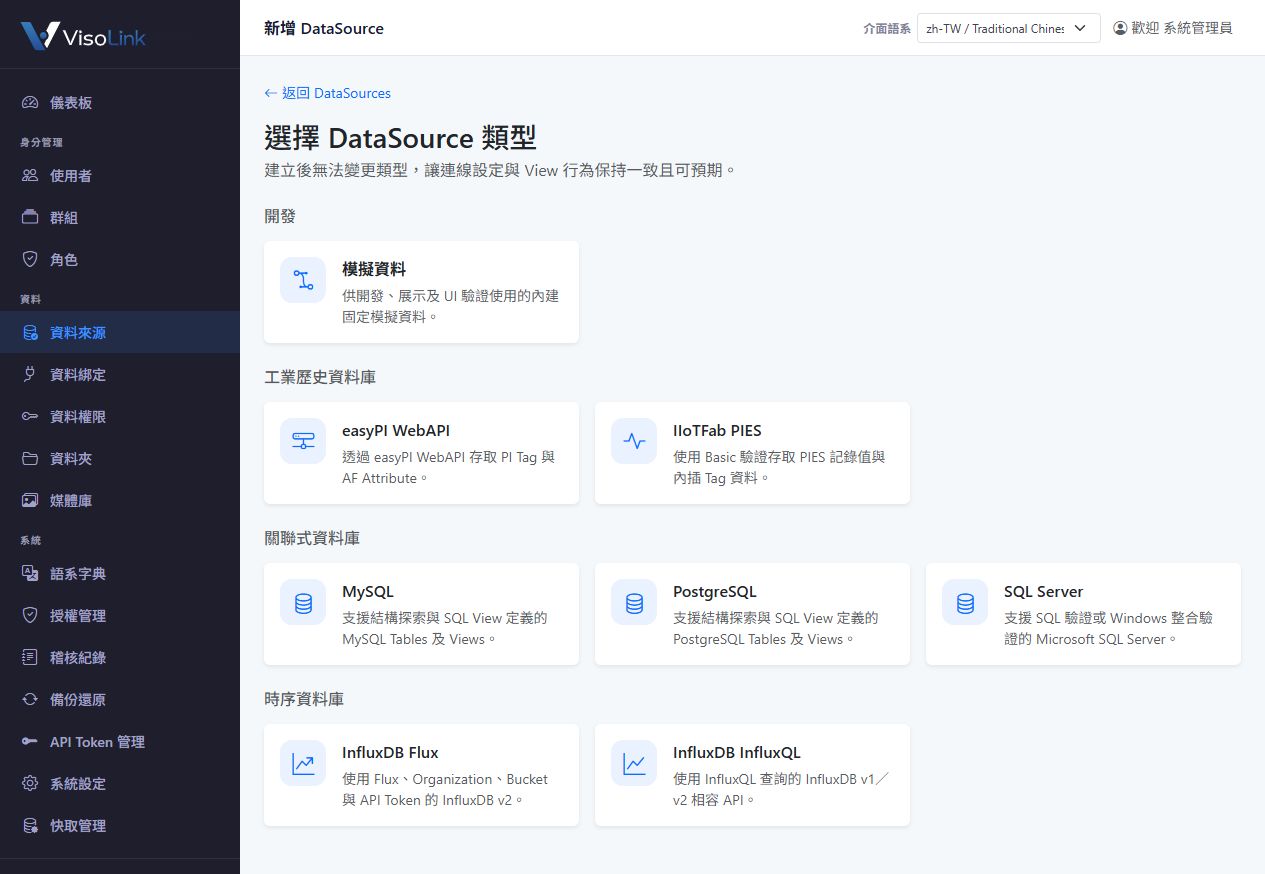 VisoLink
新增 DataSource
介面語系
zh-TW / Traditional Chines
歡迎 系統管理員
儀表板
身分管理
使用者
群組
角色
資料
資料來源
資料綁定
資料權限
資料夾
媒體庫
系統
語系字典
授權管理
稽核紀錄
備份還原
API Token 管理
系統設定
快取管理
← 返回 DataSources
選擇 DataSource 類型
建立後無法變更類型，讓連線設定與 View 行為保持一致且可預期。
開發
模擬資料
供開發、展示及 UI 驗證使用的內建
固定模擬資料。
工業歷史資料庫
easyPI WebAPI
透過 easyPI WebAPI 存取 PI Tag 與
AF Attribute。
IIoTFab PIES
使用 Basic 驗證存取 PIES 記錄值與
內插 Tag 資料。
關聯式資料庫
MySQL
支援結構探索與 SQL View 定義的
MySQL Tables 及 Views。
PostgreSQL
支援結構探索與 SQL View 定義的
PostgreSQL Tables 及 Views。
SQL Server
支援 SQL 驗證或 Windows 整合驗
證的 Microsoft SQL Server。
時序資料庫
InfluxDB Flux
使用 Flux、Organization、Bucket
與 API Token 的 InfluxDB v2。
InfluxDB InfluxQL
使用 InfluxQL 查詢的 InfluxDB v1／
v2 相容 API。